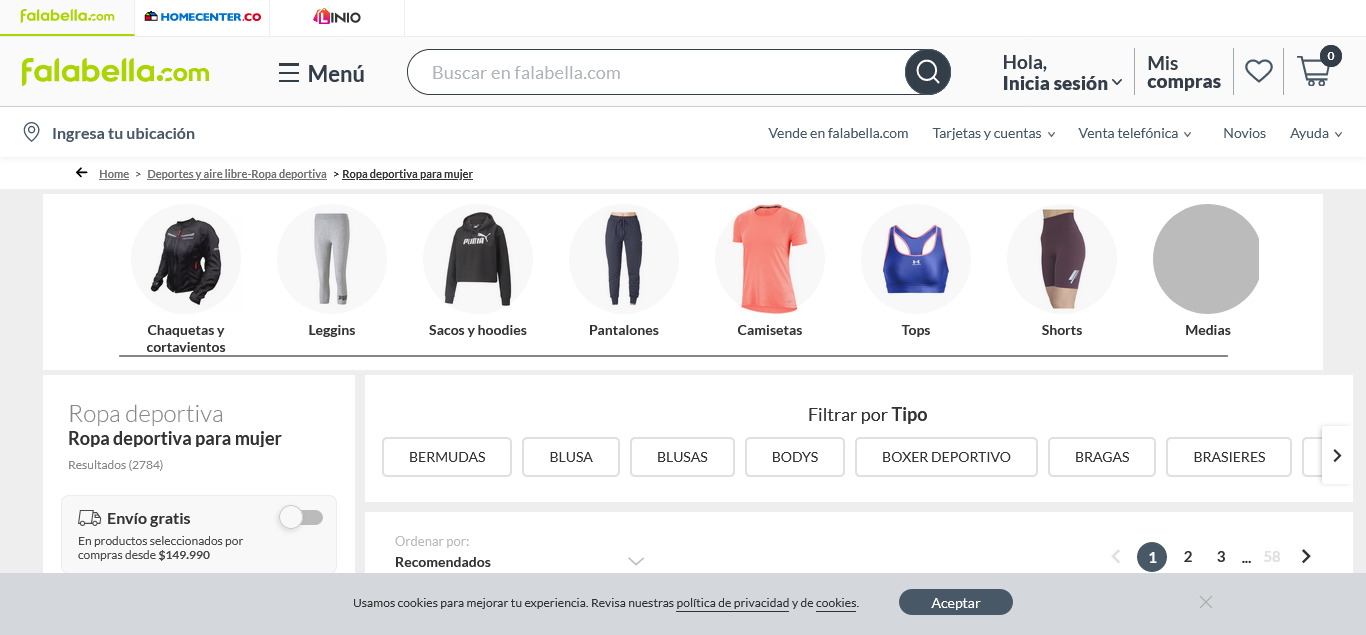 falabella.com
HOMECENTER.CO
LINIO
falabella.com
Menú
Buscar en falabella.com
Hola,
Inicia sesión
Mis
compras
0
Ingresa tu ubicación
Vende en falabella.com
Tarjetas y cuentas
Venta telefónica
Novios
Ayuda
Home > Deportes y aire libre-Ropa deportiva > Ropa deportiva para mujer
PUMA
Chaquetas y
cortavientos
Leggins
Sacos y hoodies
Pantalones
Camisetas
Tops
Shorts
Medias
Ropa deportiva
Ropa deportiva para mujer
Resultados (2784)
Envío gratis
En productos seleccionados por
compras desde $149.990
Filtrar por Tipo
BERMUDAS
BLUSA
BLUSAS
BODYS
BOXER DEPORTIVO
BRAGAS
BRASIERES
Ordenar por:
Recomendados
1 2 3 ... 58
Usamos cookies para mejorar tu experiencia. Revisa nuestras política de privacidad y de cookies.
Aceptar